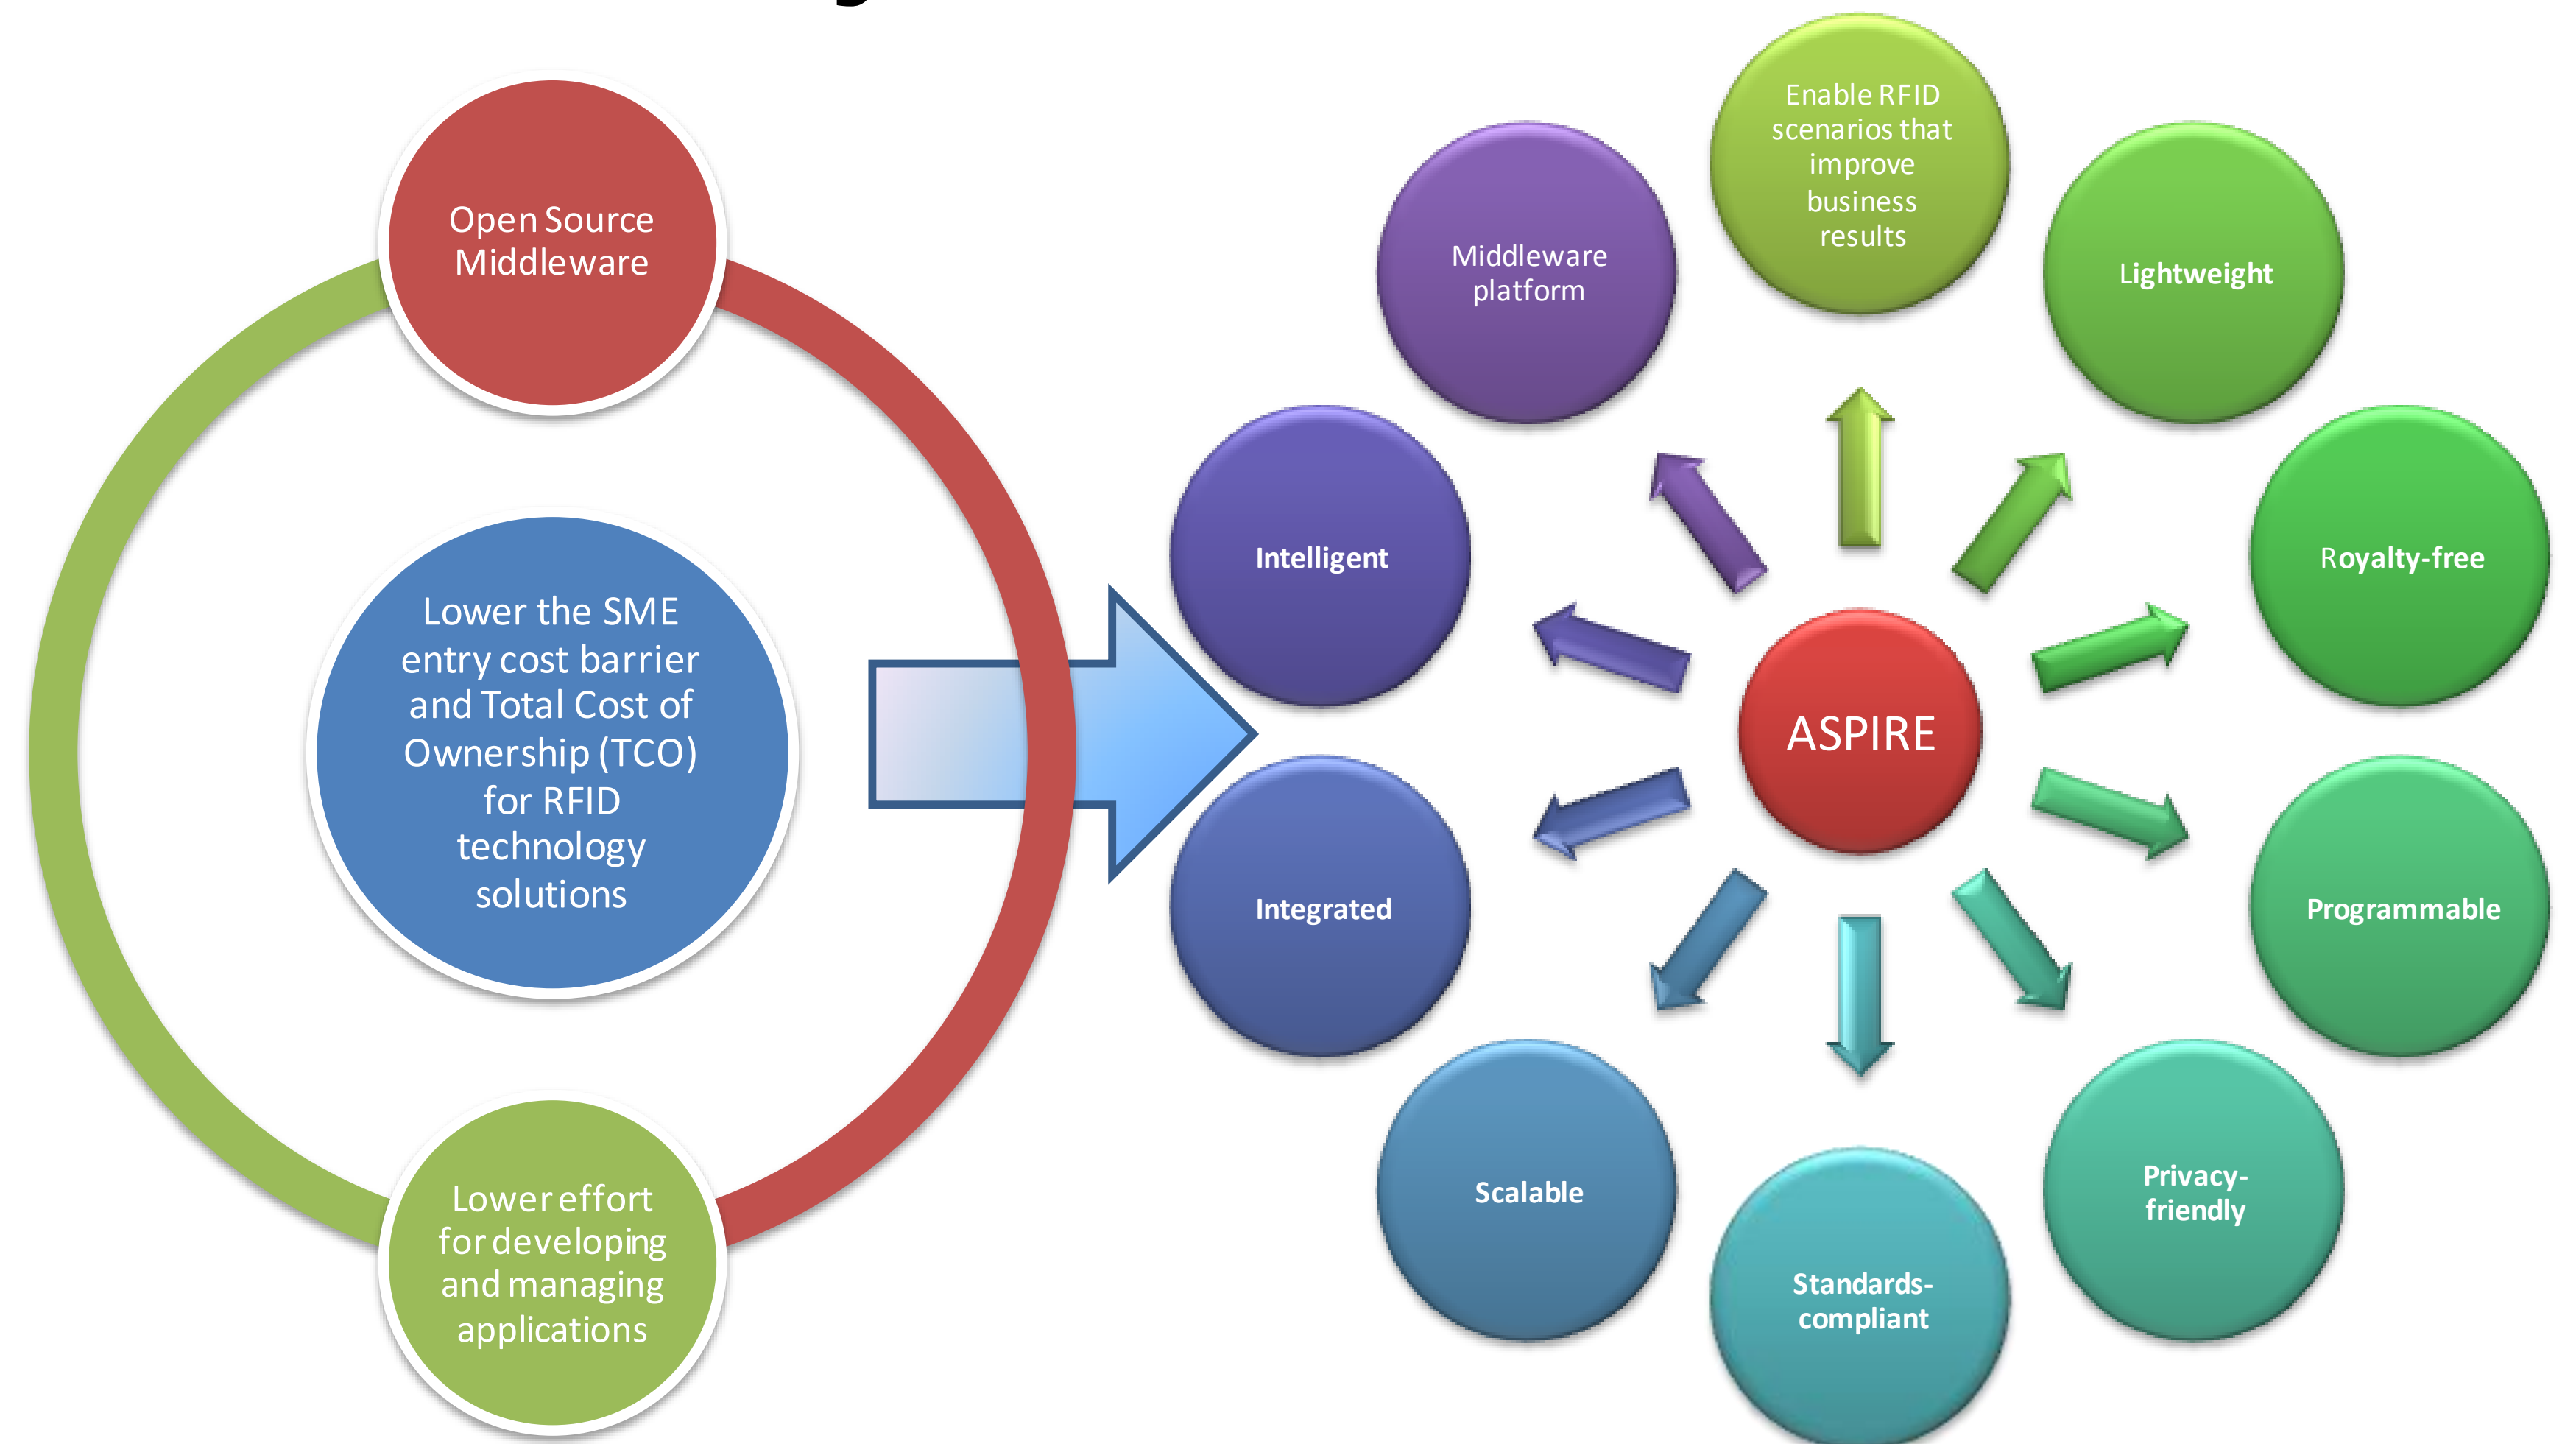 Open Source
Middleware
Lower the SME
entry cost barrier
and Total Cost of
Ownership (TCO)
for RFID
technology
solutions
Lower effort
for developing
and managing
applications
Enable RFID
scenarios that
improve
business
results
Lightweight
Royalty-free
Programmable
Privacy-
friendly
Standards-
compliant
Scalable
Integrated
Intelligent
Middleware
platform
ASPIRE